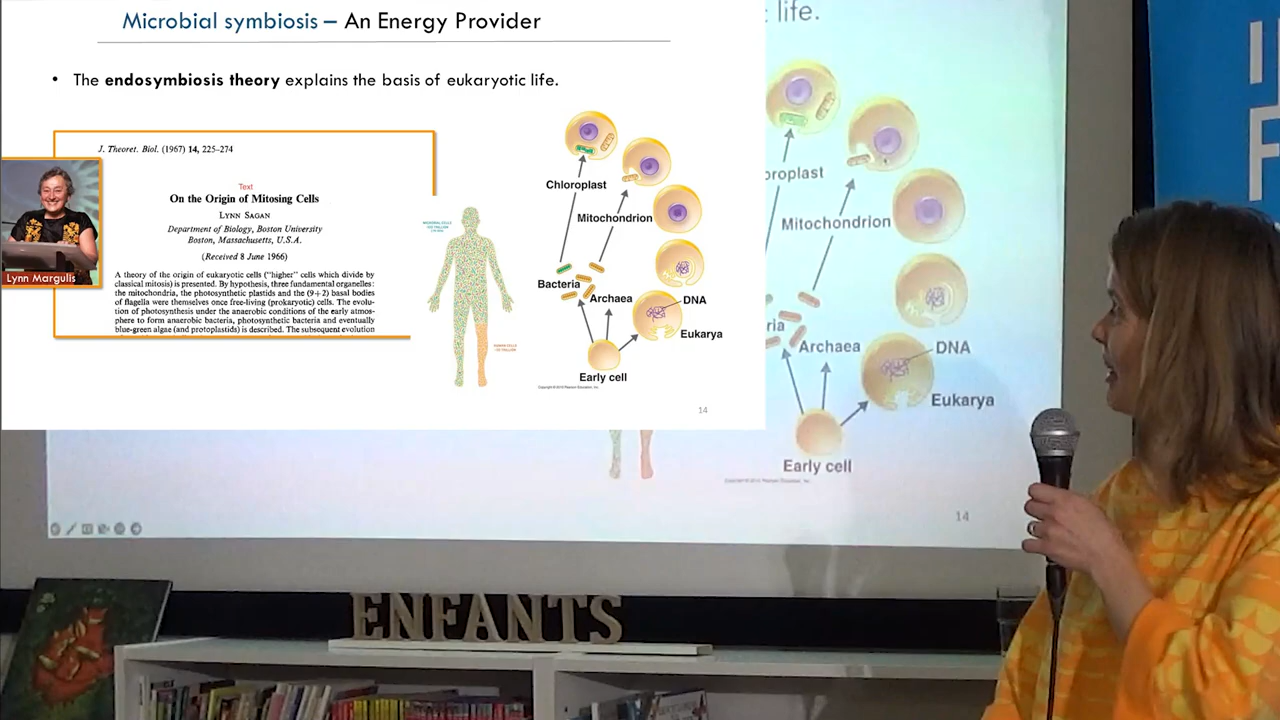 Microbial symbiosis – An Energy Provider
• The endosymbiosis theory explains the basis of eukaryotic life.
J. Theoret. Biol. (1967) 14, 225-274
Text
On the Origin of Mitosing Cells
LYNN SAGAN
Department of Biology, Boston University
Boston, Massachusetts, U.S.A.
(Received 8 June 1966)
A theory of the origin of eukaryotic cells ("higher" cells which divide by
classical mitosis) is presented. By hypothesis, three fundamental organelles:
the mitochondria, the photosynthetic plastids and the (9+2) basal bodies
of flagella were themselves once free-living (prokaryotic) cells. The evolu-
tion of photosynthesis under the anaerobic conditions of the early atmos-
phere to form anaerobic bacteria, photosynthetic bacteria and eventually
blue-green algae (and protoplastids) is described. The subsequent evolution
Lynn Margulis
Chloroplast
Mitochondrion
Bacteria
Archaea
DNA
Eukarya
Early cell
14
life.
oroplast
Mitochondrion
ria
Archaea
DNA
Eukarya
Early cell
14
ENFANTS